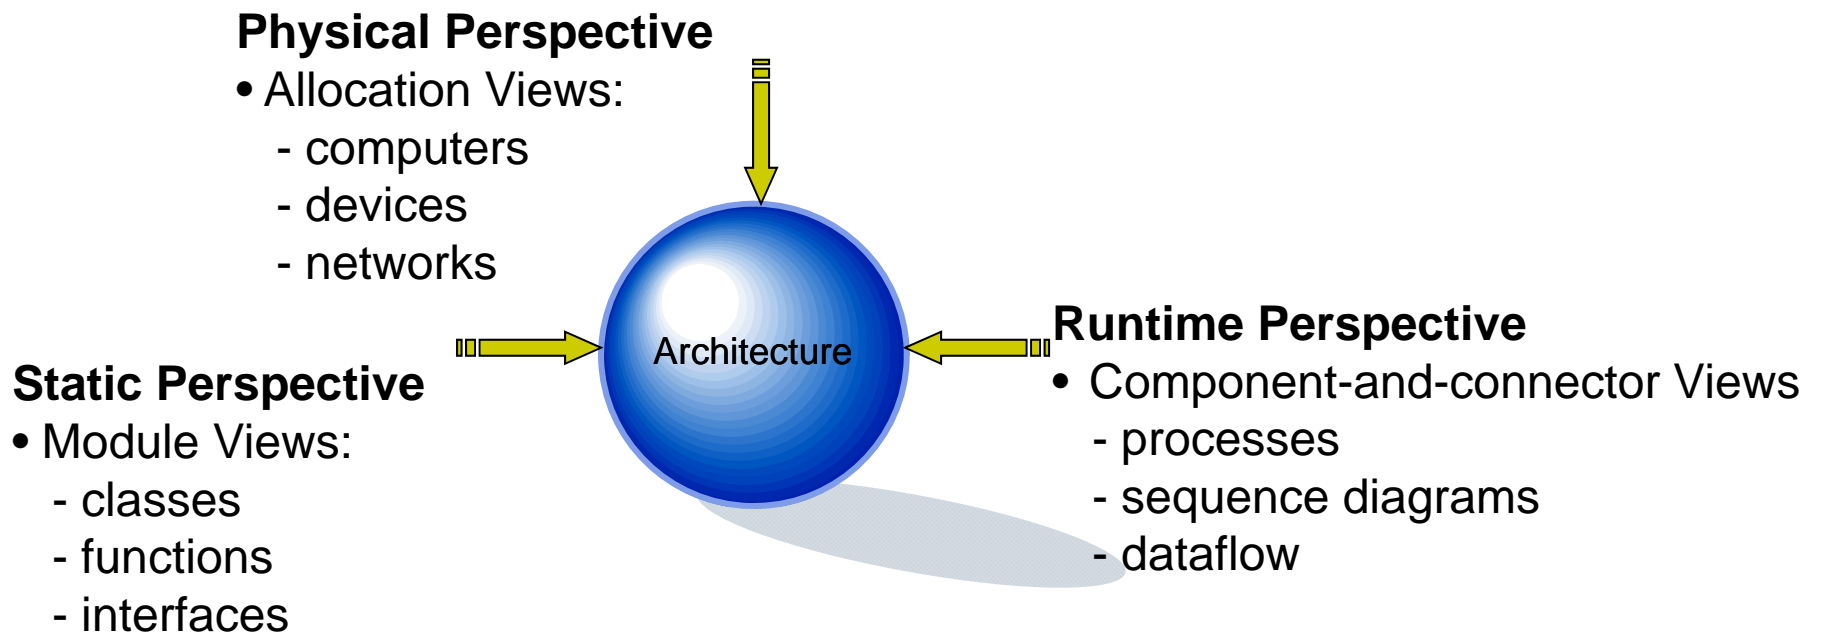 Physical Perspective
• Allocation Views:
- computers
- devices
- networks
Architecture
Static Perspective
• Module Views:
- classes
- functions
- interfaces
Runtime Perspective
• Component-and-connector Views
- processes
- sequence diagrams
- dataflow